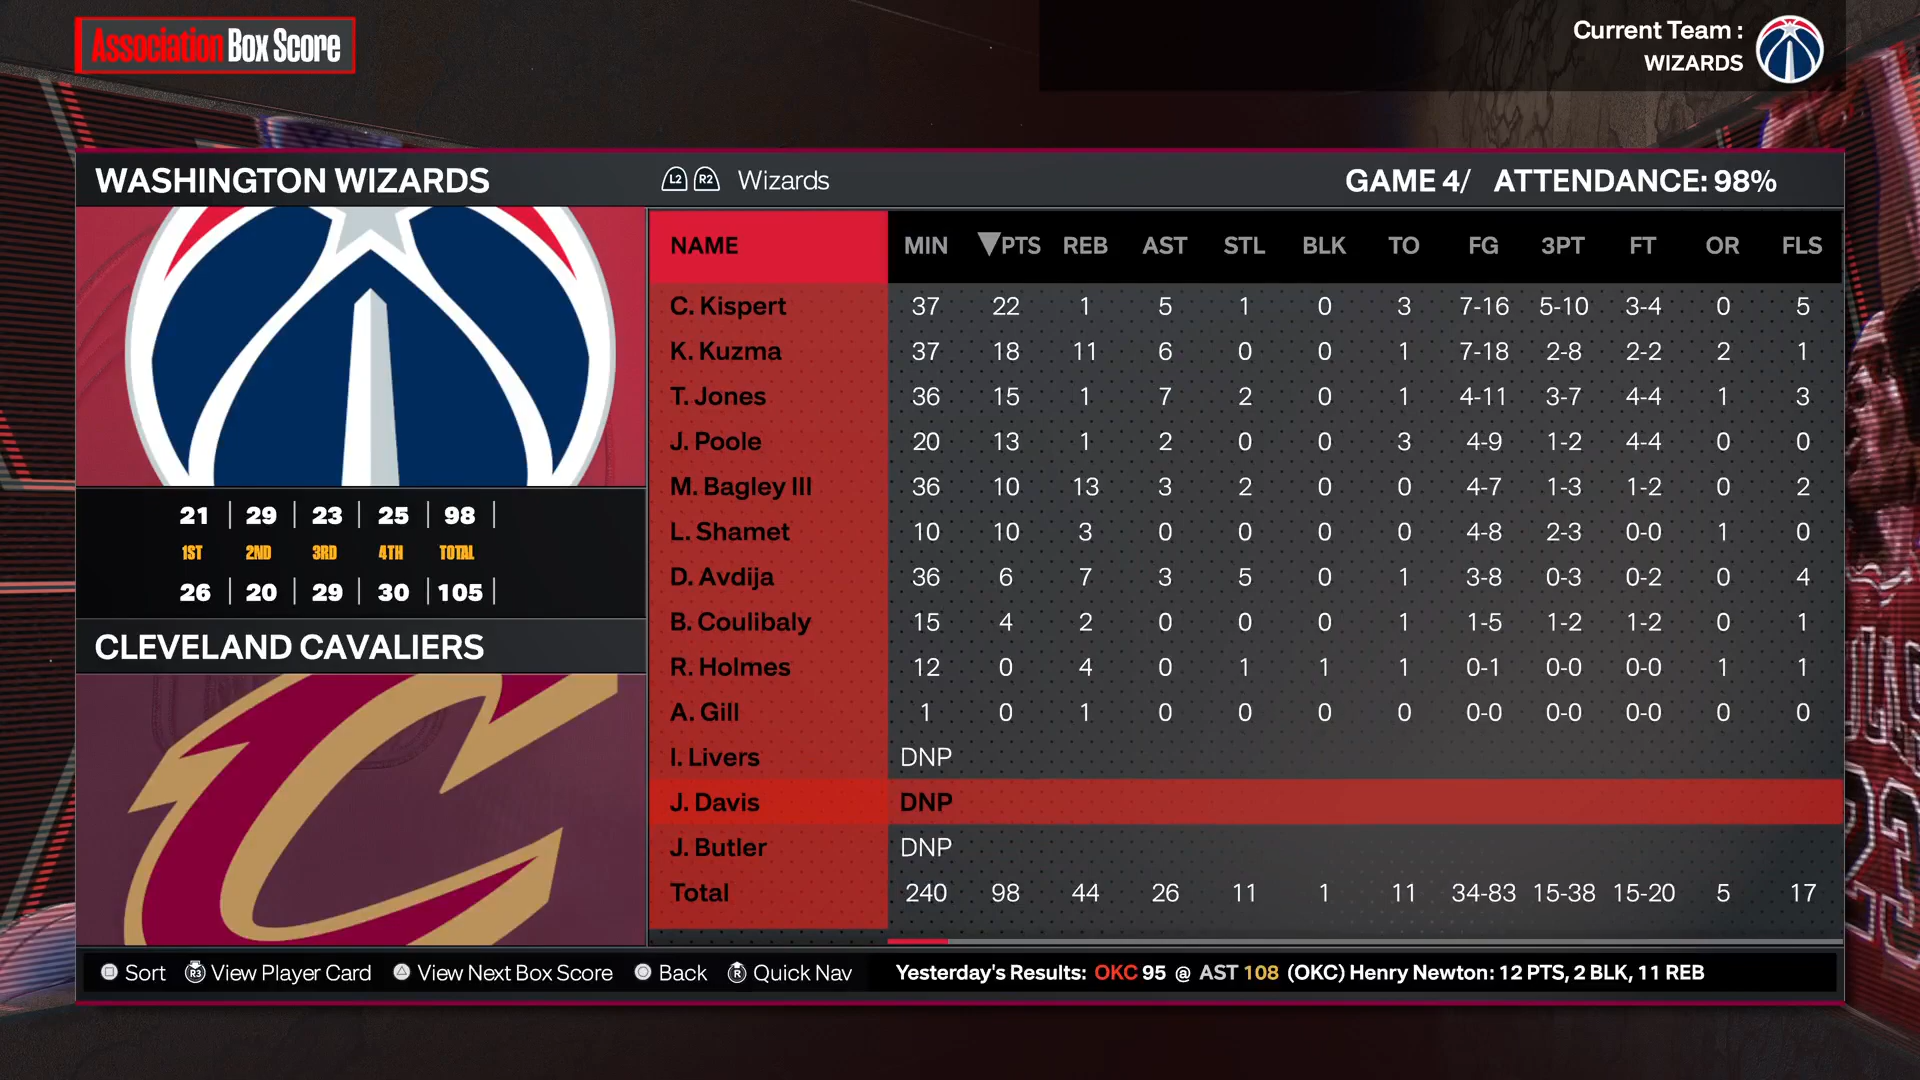 Association Box Score
Current Team :
WIZARDS
WASHINGTON WIZARDS
L2 R2 Wizards
GAME 4/ ATTENDANCE: 98%
21 29 23 25 98
1ST 2ND 3RD 4TH TOTAL
26 20 29 30 105
CLEVELAND CAVALIERS
NAME MIN PTS REB AST STL BLK TO FG 3PT FT OR FLS
C. Kispert 37 22 1 5 1 0 3 7-16 5-10 3-4 0 5
K. Kuzma 37 18 11 6 0 0 1 7-18 2-8 2-2 2 1
T. Jones 36 15 1 7 2 0 1 4-11 3-7 4-4 1 3
J. Poole 20 13 1 2 0 0 3 4-9 1-2 4-4 0 0
M. Bagley III 36 10 13 3 2 0 0 4-7 1-3 1-2 0 2
L. Shamet 10 10 3 0 0 0 0 4-8 2-3 0-0 1 0
D. Avdija 36 6 7 3 5 0 1 3-8 0-3 0-2 0 4
B. Coulibaly 15 4 2 0 0 0 1 1-5 1-2 1-2 0 1
R. Holmes 12 0 4 0 1 1 1 0-1 0-0 0-0 1 1
A. Gill 1 0 1 0 0 0 0 0-0 0-0 0-0 0 0
I. Livers DNP
J. Davis DNP
J. Butler DNP
Total 240 98 44 26 11 1 11 34-83 15-38 15-20 5 17
Sort R3 View Player Card View Next Box Score Back R Quick Nav
Yesterday's Results: OKC 95 @ AST 108 (OKC) Henry Newton: 12 PTS, 2 BLK, 11 REB
23